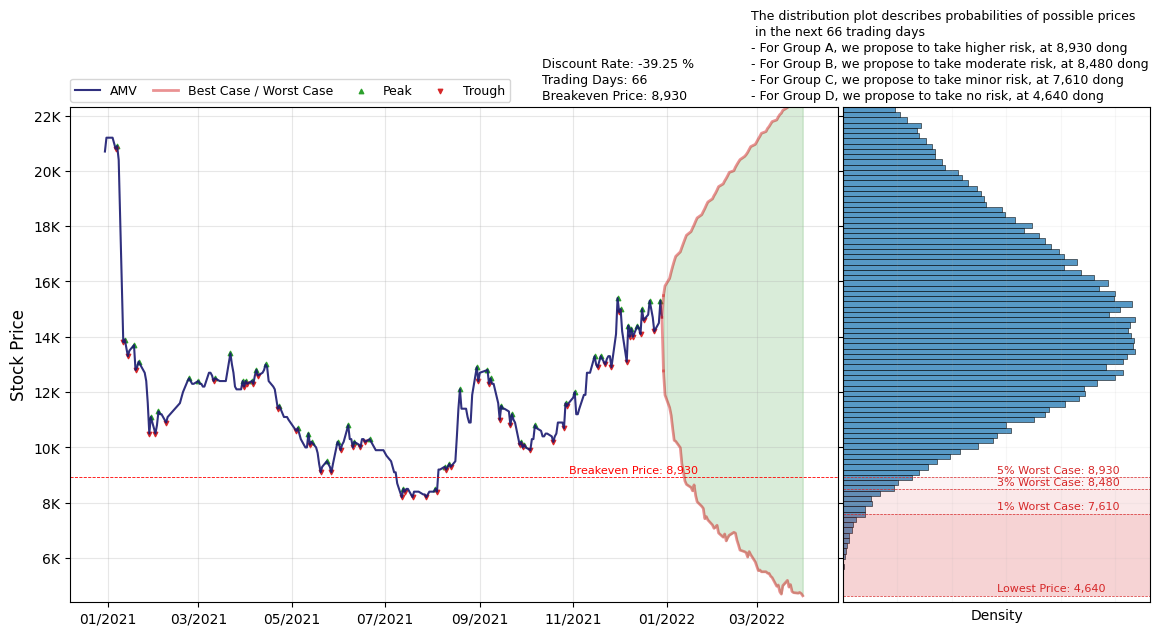 The distribution plot describes probabilities of possible prices
in the next 66 trading days
- For Group A, we propose to take higher risk, at 8,930 dong
- For Group B, we propose to take moderate risk, at 8,480 dong
- For Group C, we propose to take minor risk, at 7,610 dong
- For Group D, we propose to take no risk, at 4,640 dong
Discount Rate: -39.25 %
Trading Days: 66
Breakeven Price: 8,930
AMV
Best Case / Worst Case
Peak
Trough
Stock Price
22K
20K
18K
16K
14K
12K
10K
8K
6K
Breakeven Price: 8,930
5% Worst Case: 8,930
3% Worst Case: 8,480
1% Worst Case: 7,610
Lowest Price: 4,640
01/2021
03/2021
05/2021
07/2021
09/2021
11/2021
01/2022
03/2022
Density